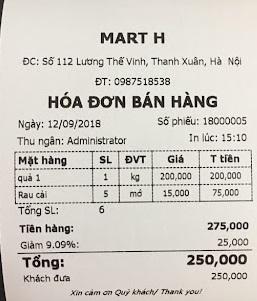 MART H
ĐC: Số 112 Lương Thế Vinh, Thanh Xuân, Hà Nội
ĐT: 0987518538
HÓA ĐƠN BÁN HÀNG
Ngày: 12/09/2018 Số phiếu: 18000005
Thu ngân: Administrator In lúc: 15:10
Mặt hàng SL ĐVT Giá T tiền
quả 1 1 kg 200,000 200,000
Rau cải 5 mớ 15,000 75,000
Tổng SL: 6
Tiền hàng: 275,000
Giảm 9.09%: 25,000
Tổng: 250,000
Khách đưa 250,000
Xin cảm ơn Quý khách/ Thank you!